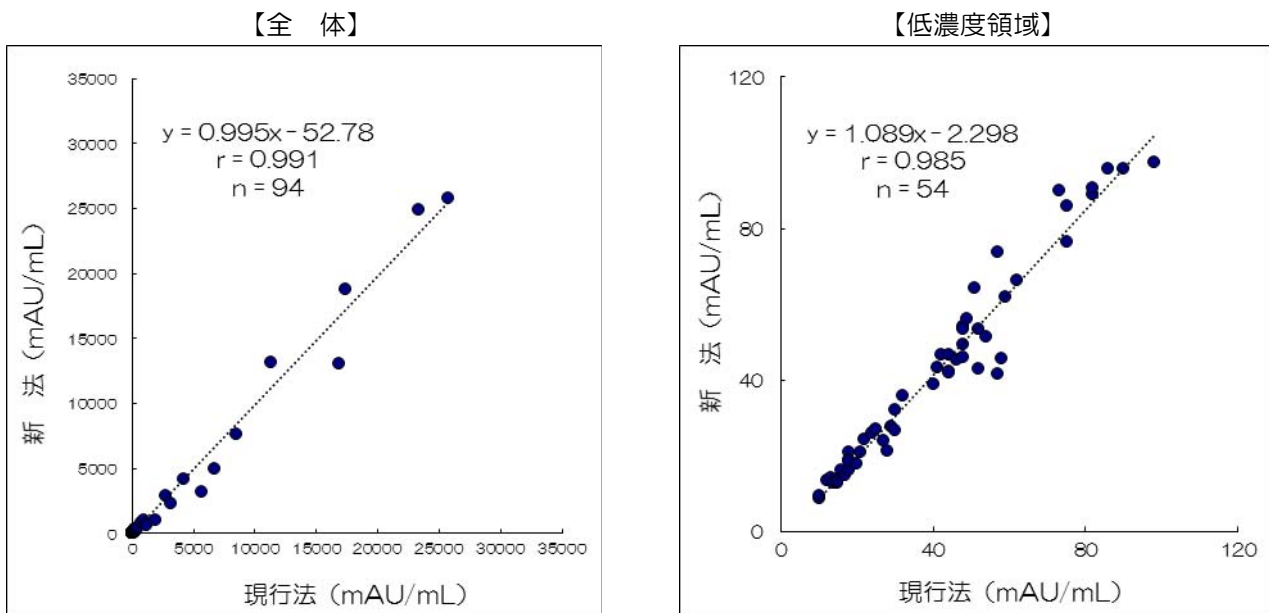 【全　体】
35000
30000
25000
20000
15000
10000
5000
0
y = 0.995x - 52.78
r = 0.991
n = 94
新　法 (mAU/mL)
0 5000 10000 15000 20000 25000 30000 35000
現行法 (mAU/mL)
【低濃度領域】
120
80
40
0
y = 1.089x - 2.298
r = 0.985
n = 54
新　法 (mAU/mL)
0 40 80 120
現行法 (mAU/mL)